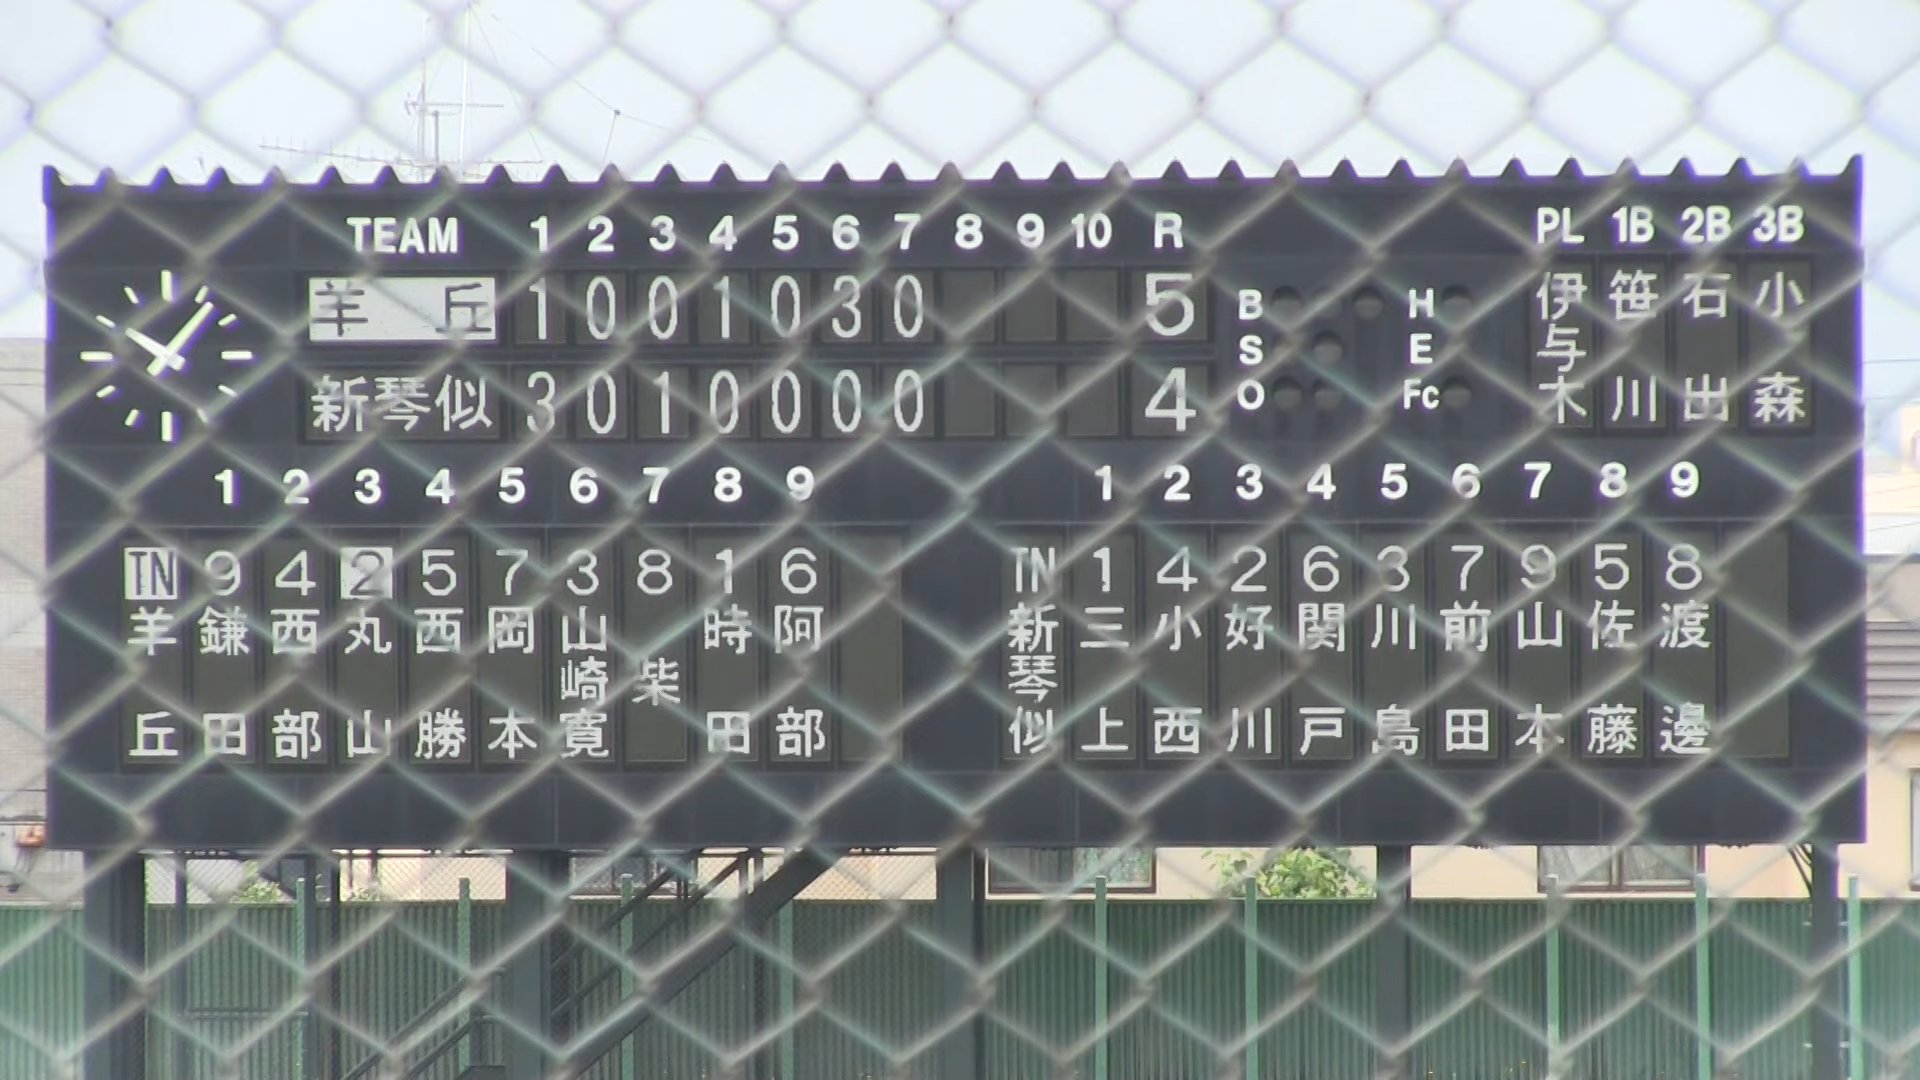 TEAM 1 2 3 4 5 6 7 8 9 10 R
羊丘 1 0 0 1 0 3 0 5
新琴似 3 0 1 0 0 0 0 4
B H
S E
O Fc
PL 1B 2B 3B
伊与木 笹川 石出 小森
1 2 3 4 5 6 7 8 9
TN 9 4 2 5 7 3 8 1 6
羊丘 鎌田 西部 丸山 西勝 岡本 山崎寛 柴 時田 阿部
1 2 3 4 5 6 7 8 9
TN 1 4 2 6 3 7 9 5 8
新琴似 三上 小西 好川 関戸 川島 前田 山本 佐藤 渡邊